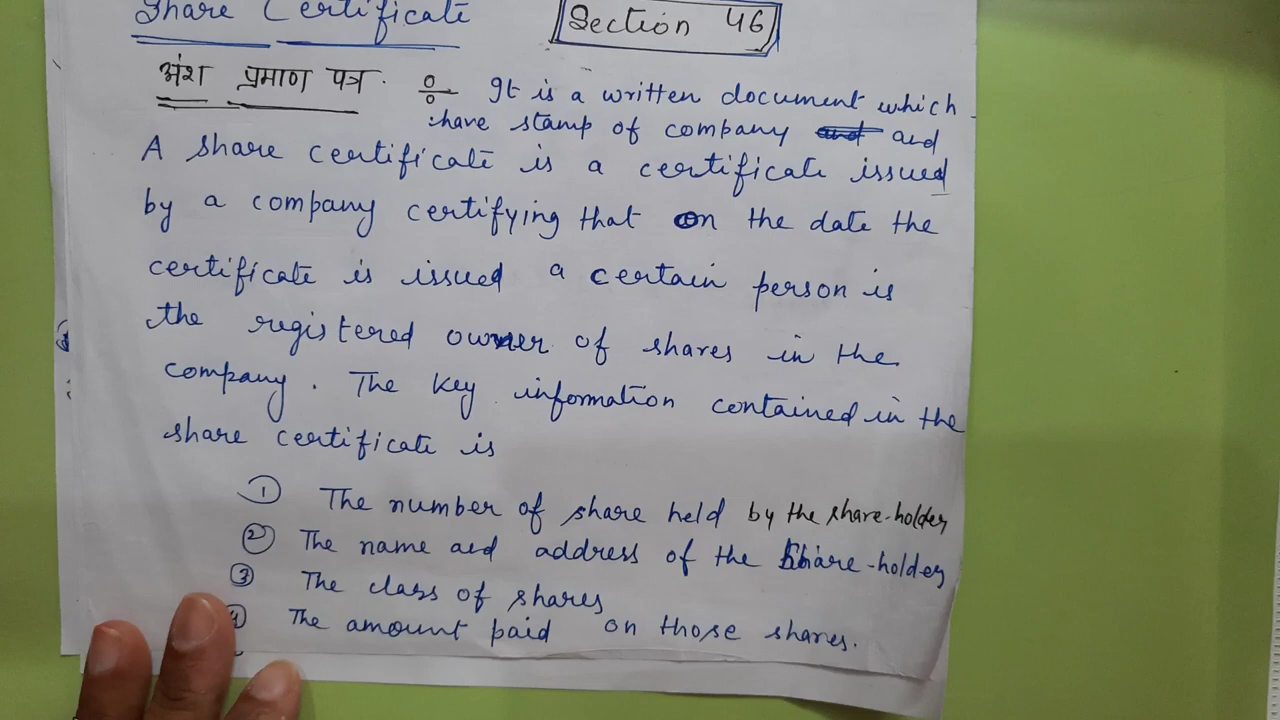 Share Certificate Section 46
अंश प्रमाण पत्र ÷ It is a written document which
have stamp of company and and
A share certificate is a certificate issued
by a company certifying that on the date the
certificate is issued a certain person is
the registered owner of shares in the
company. The key information contained in the
share certificate is
① The number of share held by the share-holder
② The name and address of the share-holder
③ The class of shares
④ The amount paid on those shares.